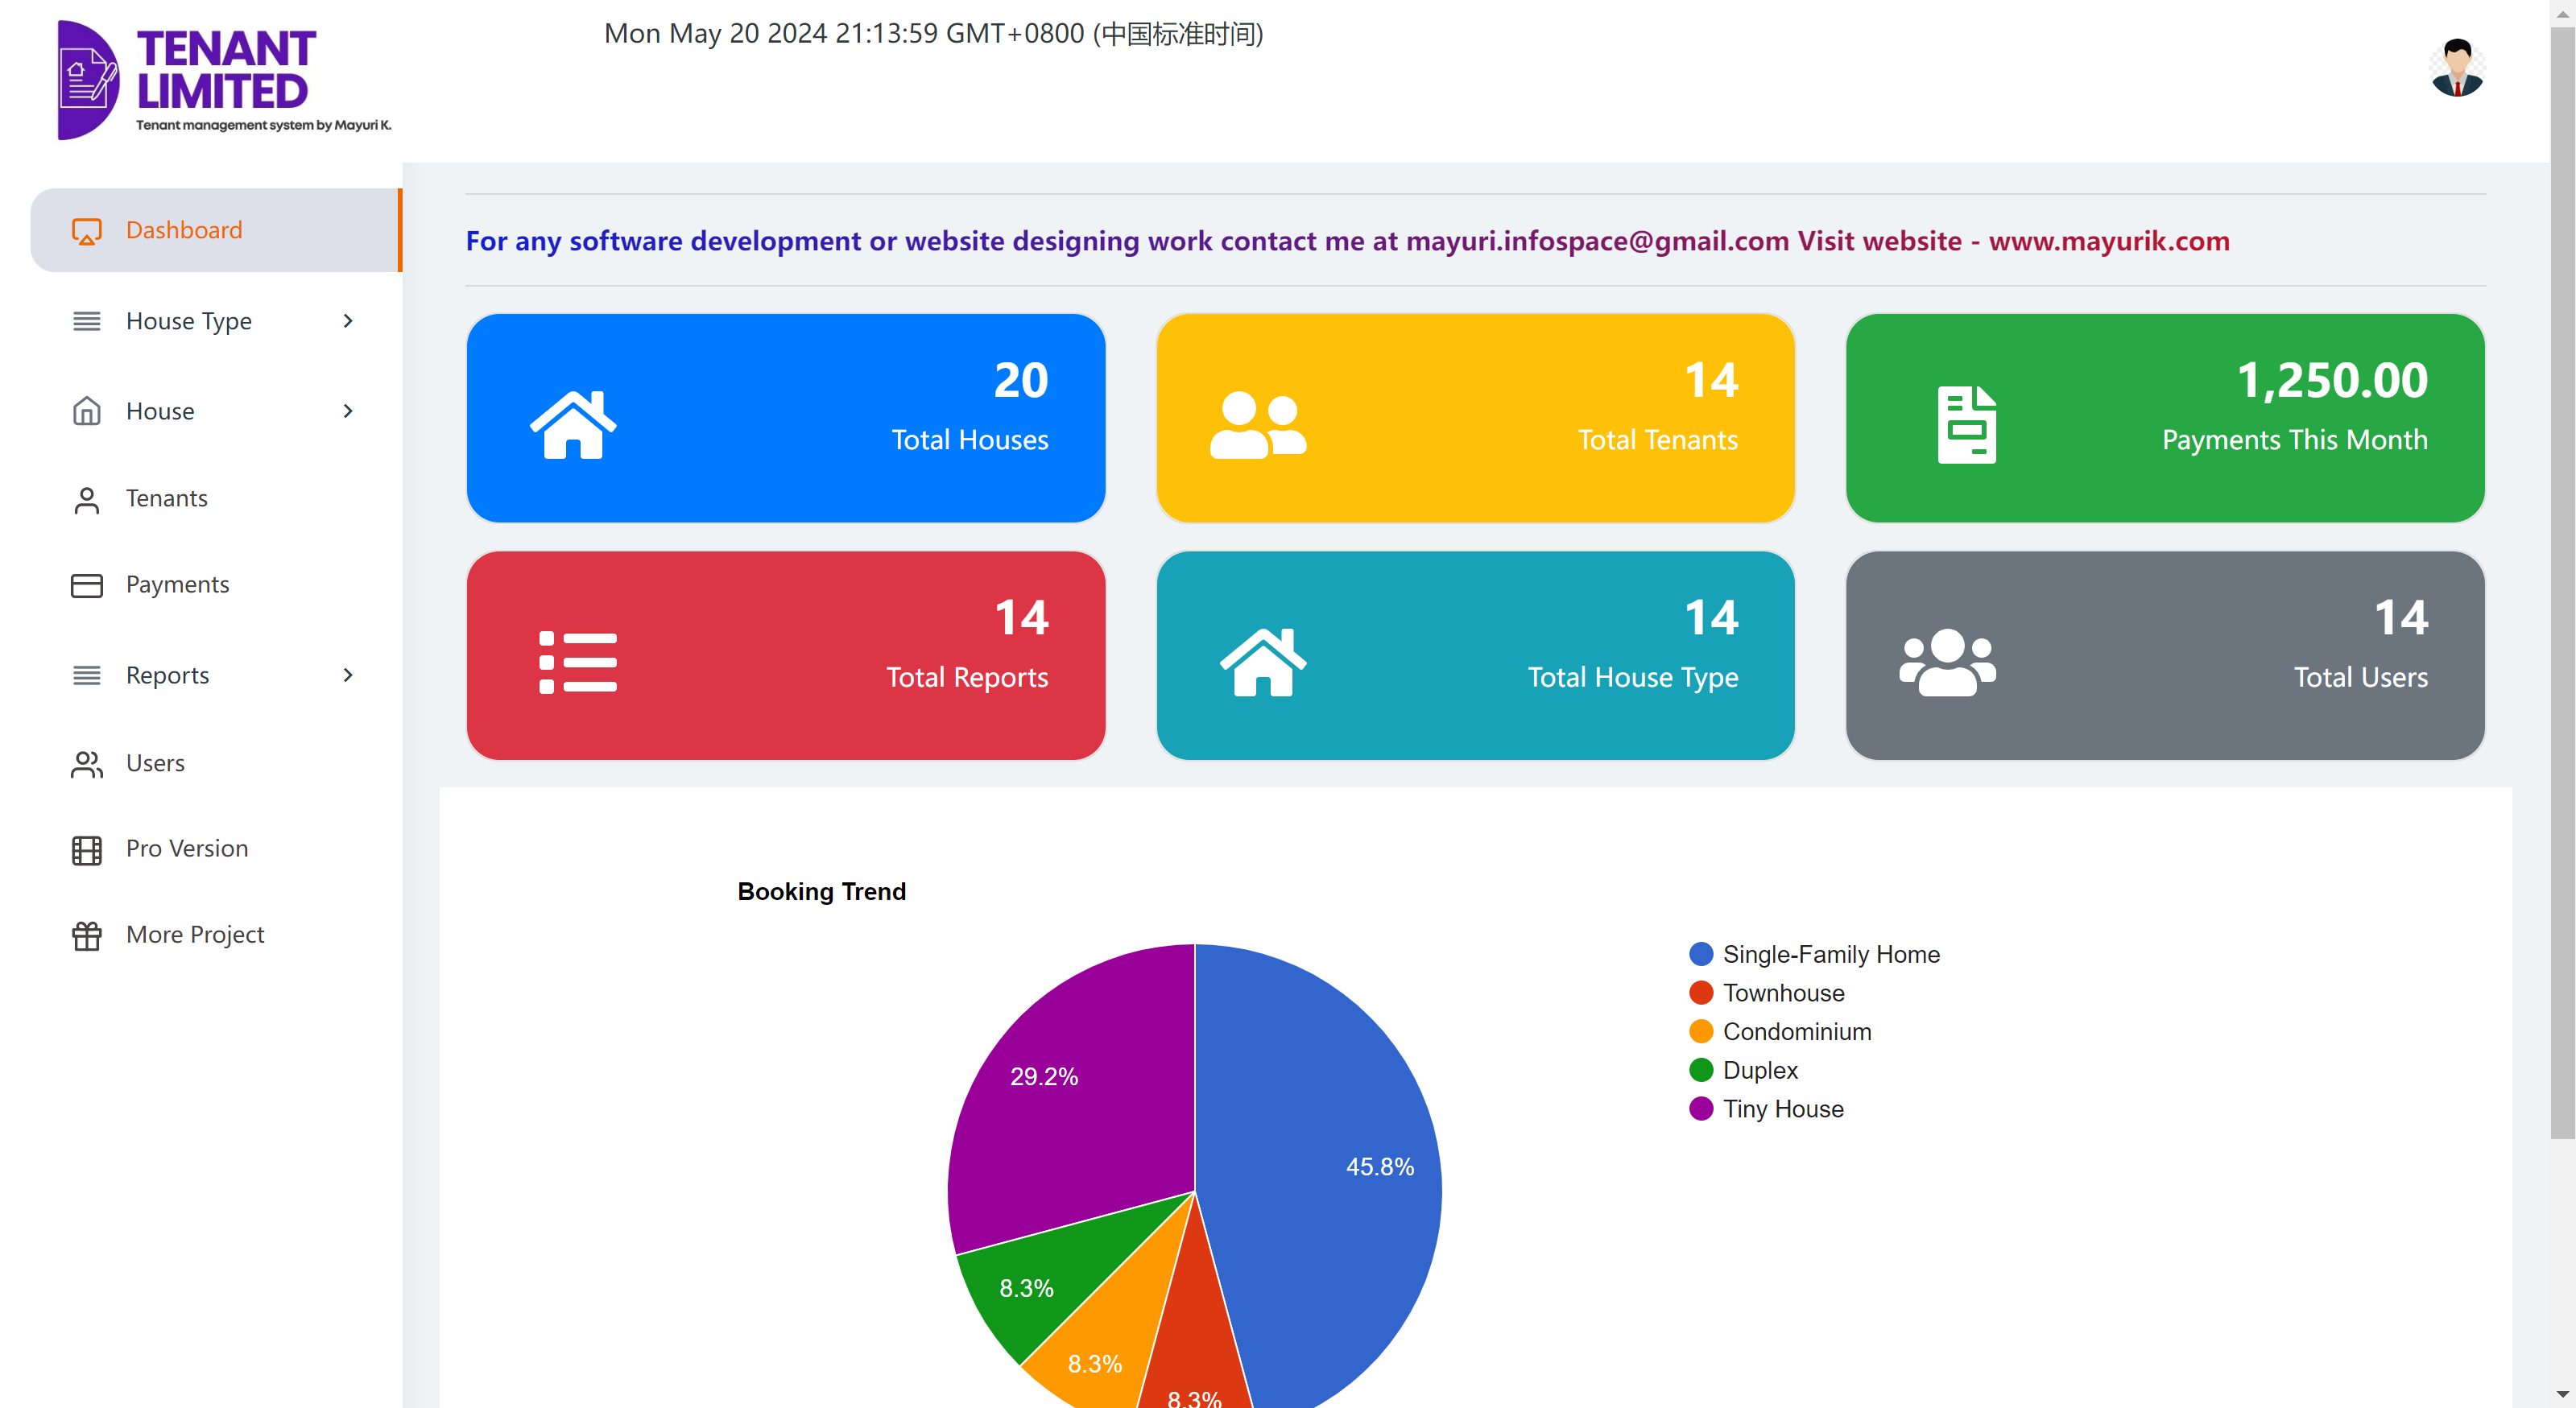 TENANT
LIMITED
Tenant management system by Mayuri K.
Mon May 20 2024 21:13:59 GMT+0800 (中国标准时间)
Dashboard
House Type
House
Tenants
Payments
Reports
Users
Pro Version
More Project
For any software development or website designing work contact me at mayuri.infospace@gmail.com Visit website - www.mayurik.com
20
Total Houses
14
Total Tenants
1,250.00
Payments This Month
14
Total Reports
14
Total House Type
14
Total Users
Booking Trend
Single-Family Home
Townhouse
Condominium
Duplex
Tiny House
29.2%
45.8%
8.3%
8.3%
8.3%